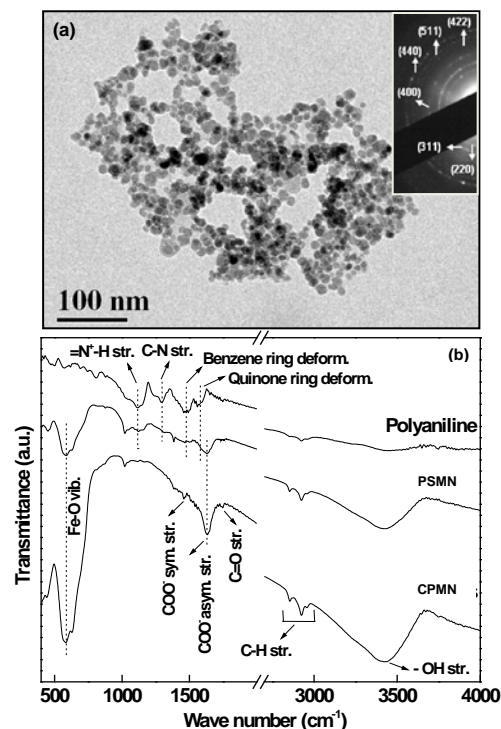 (a)
(422)
(511)
(440)
(400)
(311)
(220)
100 nm
(b)
=N⁺-H str.
C-N str.
Benzene ring deform.
Quinone ring deform.
Polyaniline
PSMN
CPMN
Fe-O vib.
COO⁻ sym. str.
COO⁻ asym. str.
C=O str.
C-H str.
- OH str.
Transmittance (a.u.)
500 1000 1500 3000 3500 4000
Wave number (cm⁻¹)